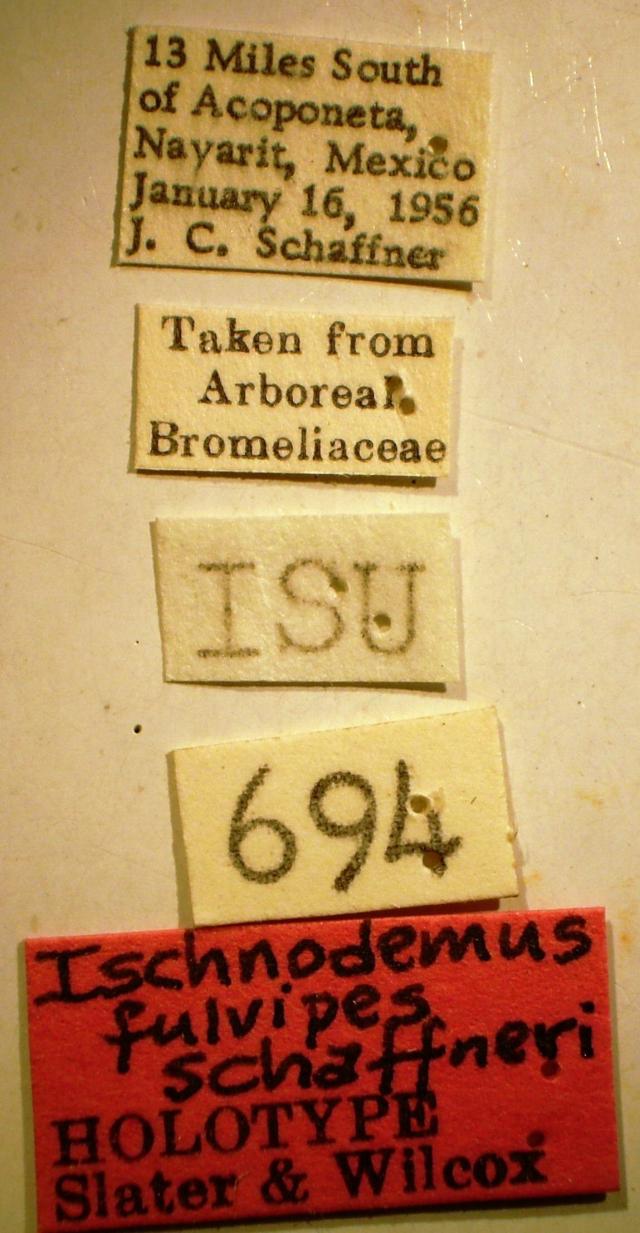 13 Miles South
of Acoponeta,
Nayarit, Mexico
January 16, 1956
J. C. Schaffner
Taken from
Arboreal
Bromeliaceae
ISU
694
Ischnodemus
fulvipes
schaffneri
HOLOTYPE
Slater & Wilcox